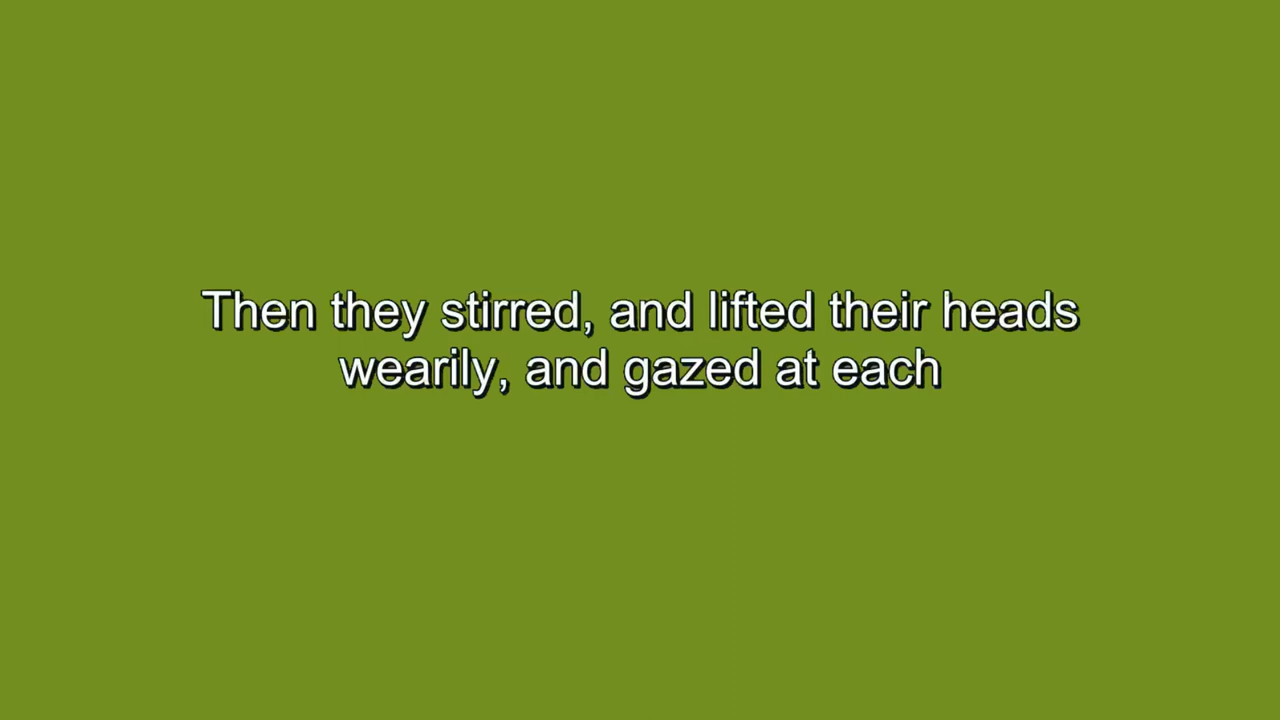 Then they stirred, and lifted their heads
wearily, and gazed at each